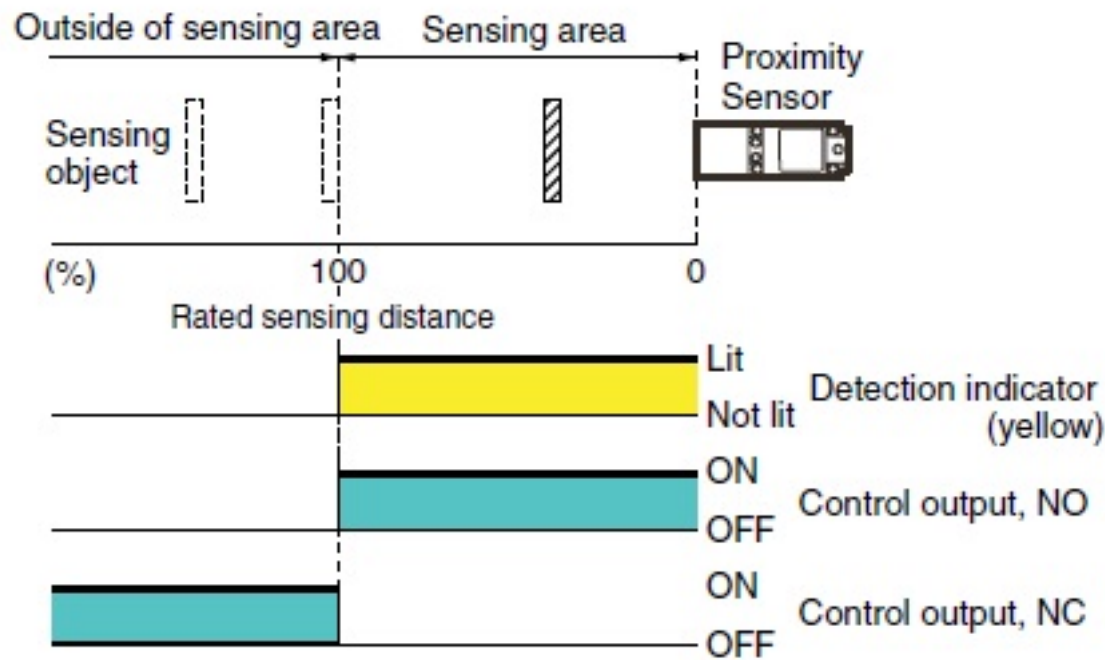 Outside of sensing area
Sensing area
Proximity
Sensor
Sensing
object
(%)
100
0
Rated sensing distance
Lit
Not lit
Detection indicator
(yellow)
ON
OFF
Control output, NO
ON
OFF
Control output, NC